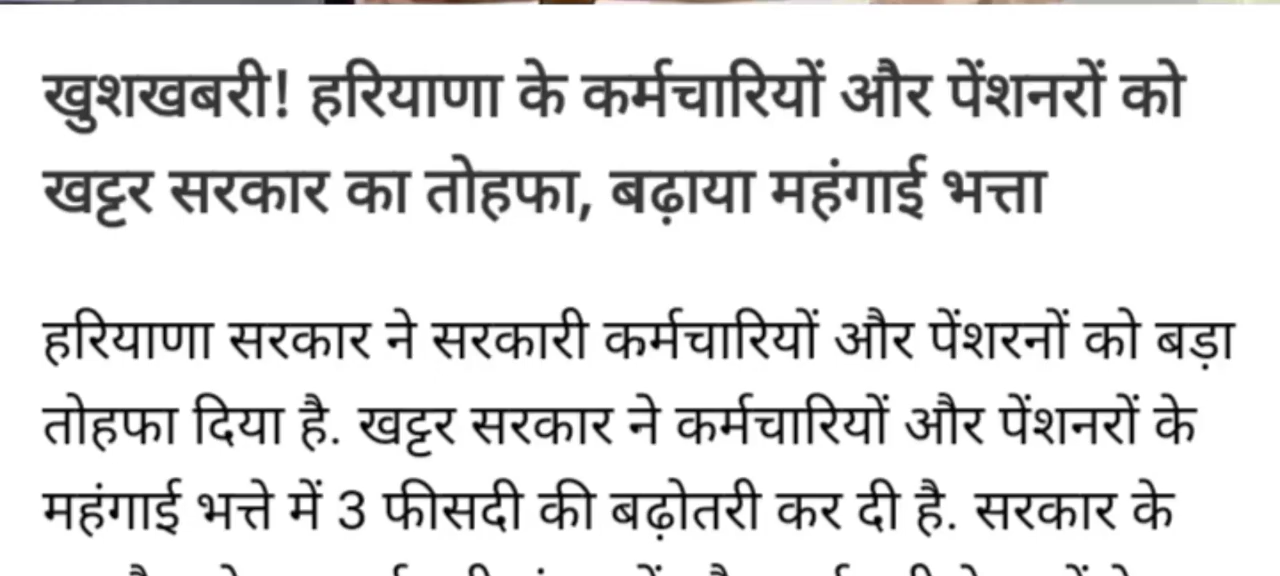 खुशखबरी! हरियाणा के कर्मचारियों और पेंशनरों को
खट्टर सरकार का तोहफा, बढ़ाया महंगाई भत्ता
हरियाणा सरकार ने सरकारी कर्मचारियों और पेंशरनों को बड़ा
तोहफा दिया है. खट्टर सरकार ने कर्मचारियों और पेंशनरों के
महंगाई भत्ते में 3 फीसदी की बढ़ोतरी कर दी है. सरकार के